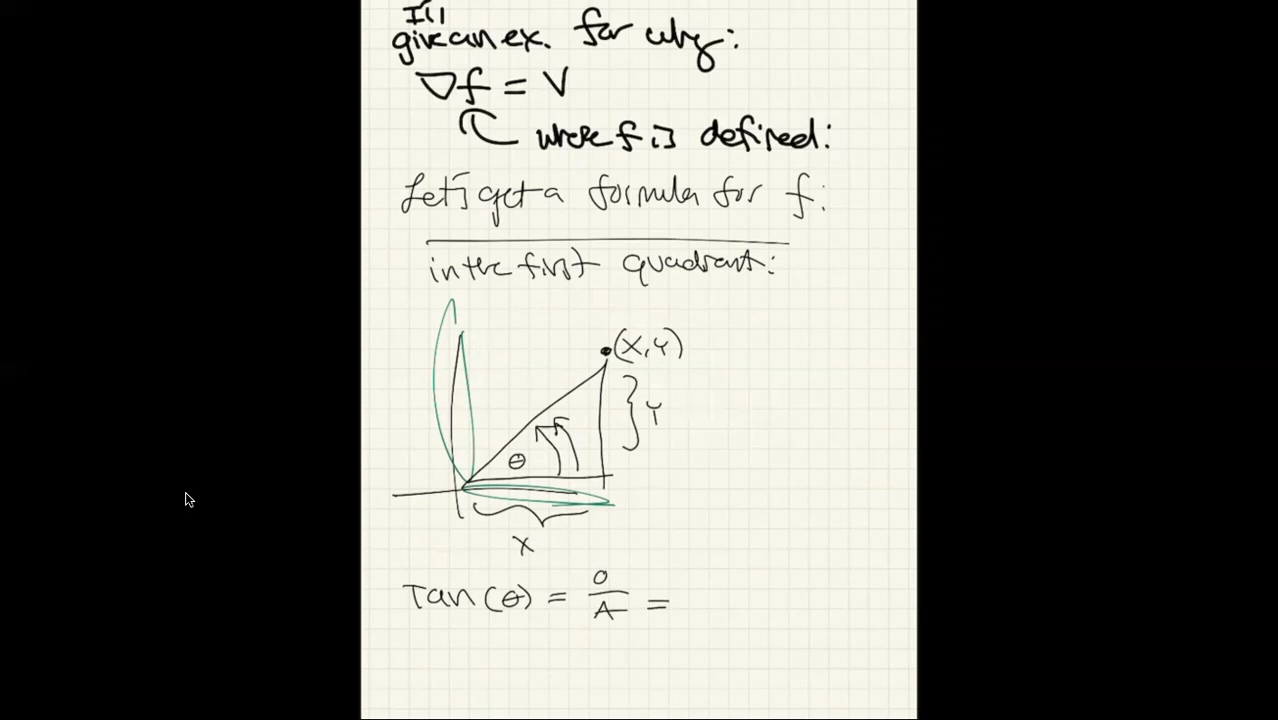 I'll
give an ex. for why:
∇f = V
where f is defined:
Let's get a formula for f:
in the first quadrant:
(X,Y)
Y
θ
X
Tan(θ) = O/A =